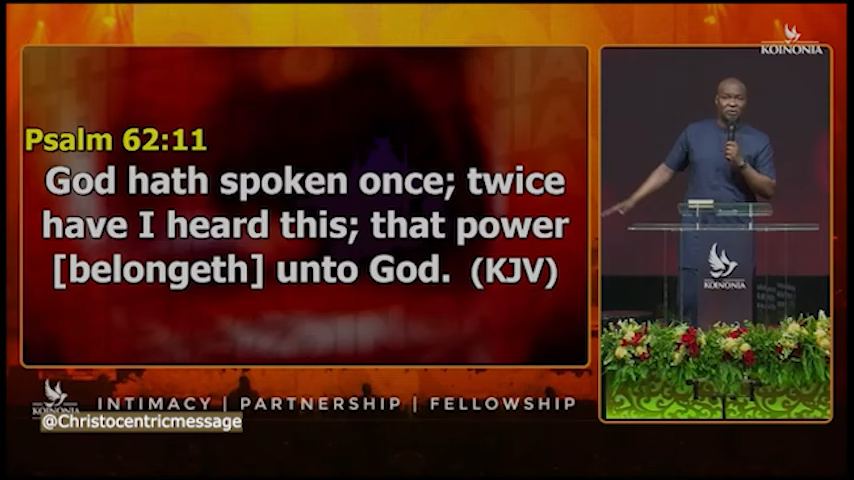 KOINONIA
Psalm 62:11
God hath spoken once; twice
have I heard this; that power
[belongeth] unto God. (KJV)
KOINONIA
KOINONIA
INTIMACY | PARTNERSHIP | FELLOWSHIP
@Christocentricmessage